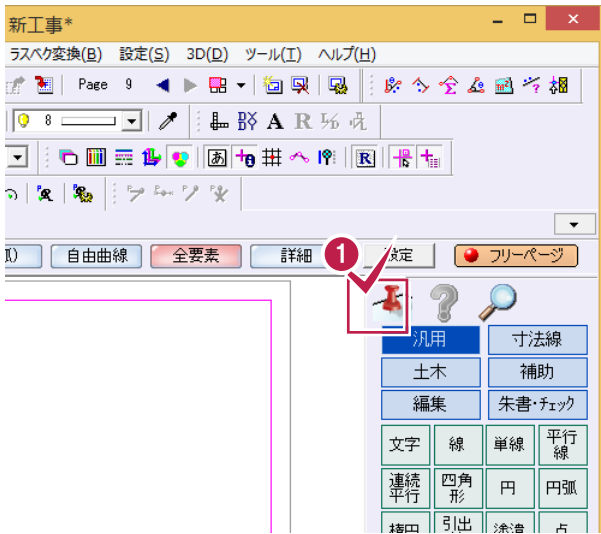 新工事*
ラスベク変換(B) 設定(S) 3D(D) ツール(T) ヘルプ(H)
Page 9
8
自由曲線 全要素 詳細 設定 フリーページ
1
汎用 寸法線
土木 補助
編集 朱書・チェック
文字 線 単線 平行線
連続平行 四角形 円 円弧
楕円 引出 塗潰 点